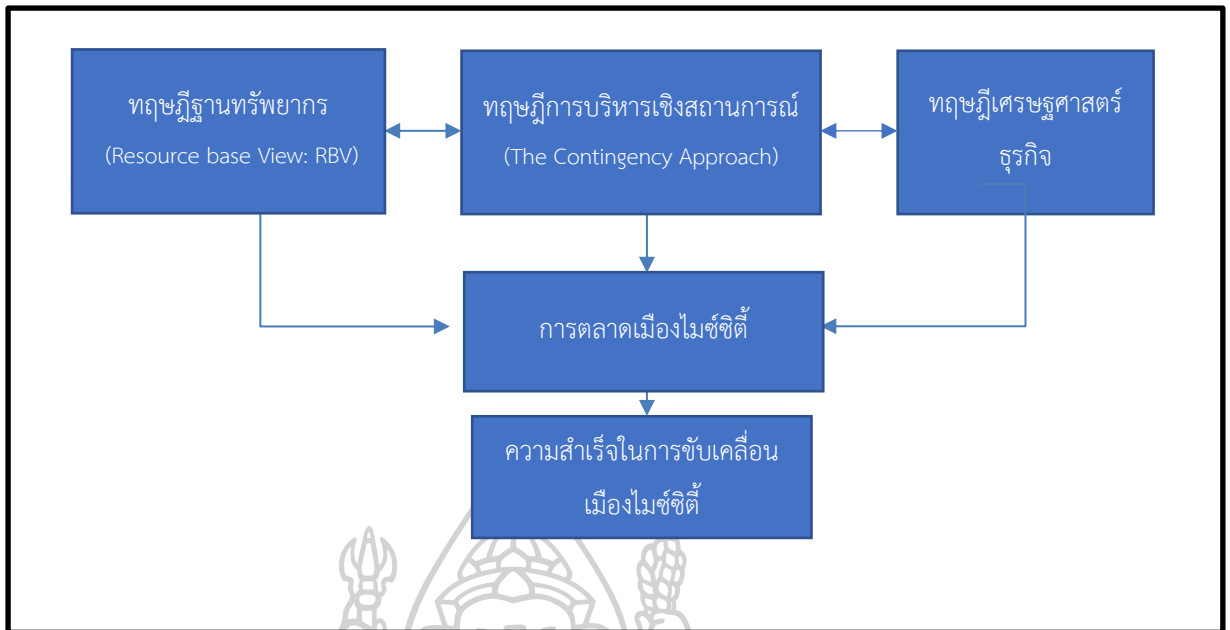 ทฤษฎีฐานทรัพยากร
(Resource base View: RBV)
ทฤษฎีการบริหารเชิงสถานการณ์
(The Contingency Approach)
ทฤษฎีเศรษฐศาสตร์
ธุรกิจ
การตลาดเมืองไมซ์ซิตี้
ความสำเร็จในการขับเคลื่อน
เมืองไมซ์ซิตี้